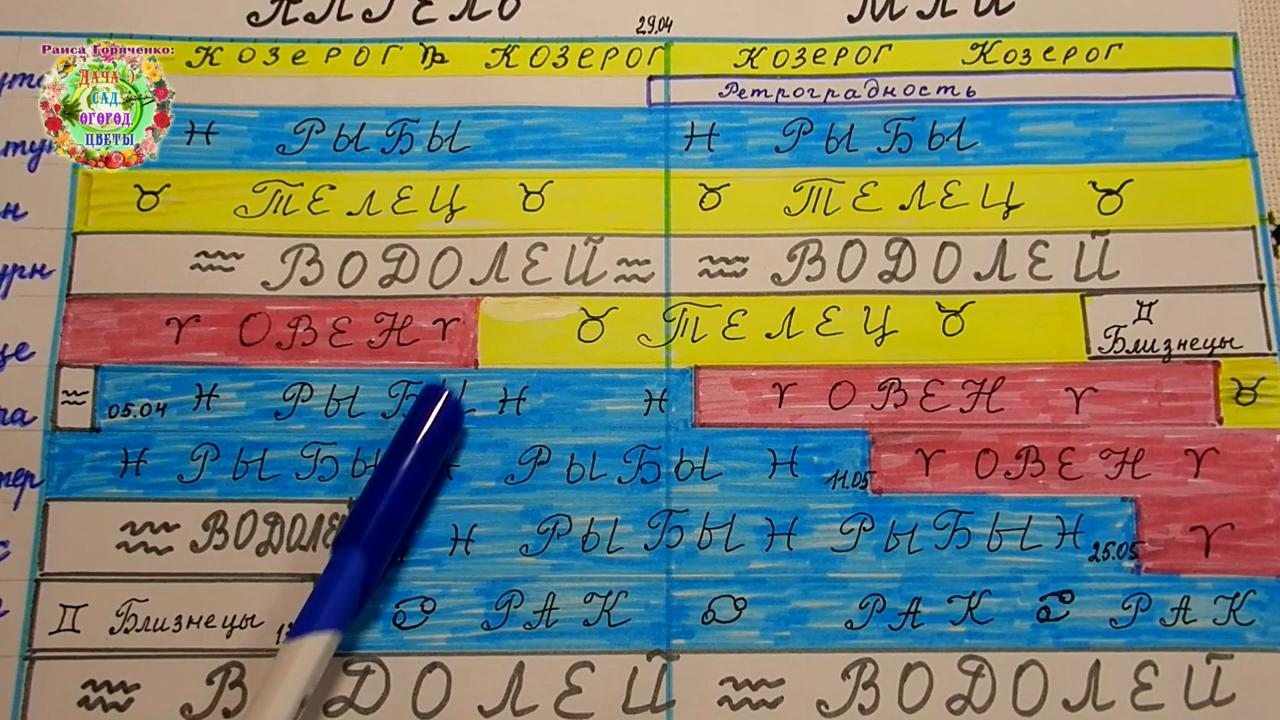 29.04
Раиса Горяченко:
Дача :)
сад,
огород,
цветы
♑ КОЗЕРОГ ♑ КОЗЕРОГ КОЗЕРОГ КОЗЕРОГ
Ретроградность
♓ РЫБЫ ♓ РЫБЫ
♉ ТЕЛЕЦ ♉ ♉ ТЕЛЕЦ ♉
♒ ВОДОЛЕЙ ♒ ♒ ВОДОЛЕЙ
♈ ОВЕН ♈ ♉ ТЕЛЕЦ ♉ ♊ Близнецы
♒ 05.04 ♓ РЫБЫ ♓ ♓ ♈ ОВЕН ♈ ♉
♓ РЫБЫ РЫБЫ ♓ 11.05 ♈ ОВЕН ♈
♒ ♓ РЫБЫ ♓ РЫБЫ ♓ 25.05 ♈
♊ Близнецы ♋ РАК ♋ РАК ♋ РАК
♒ ♒ ВОДОЛЕЙ